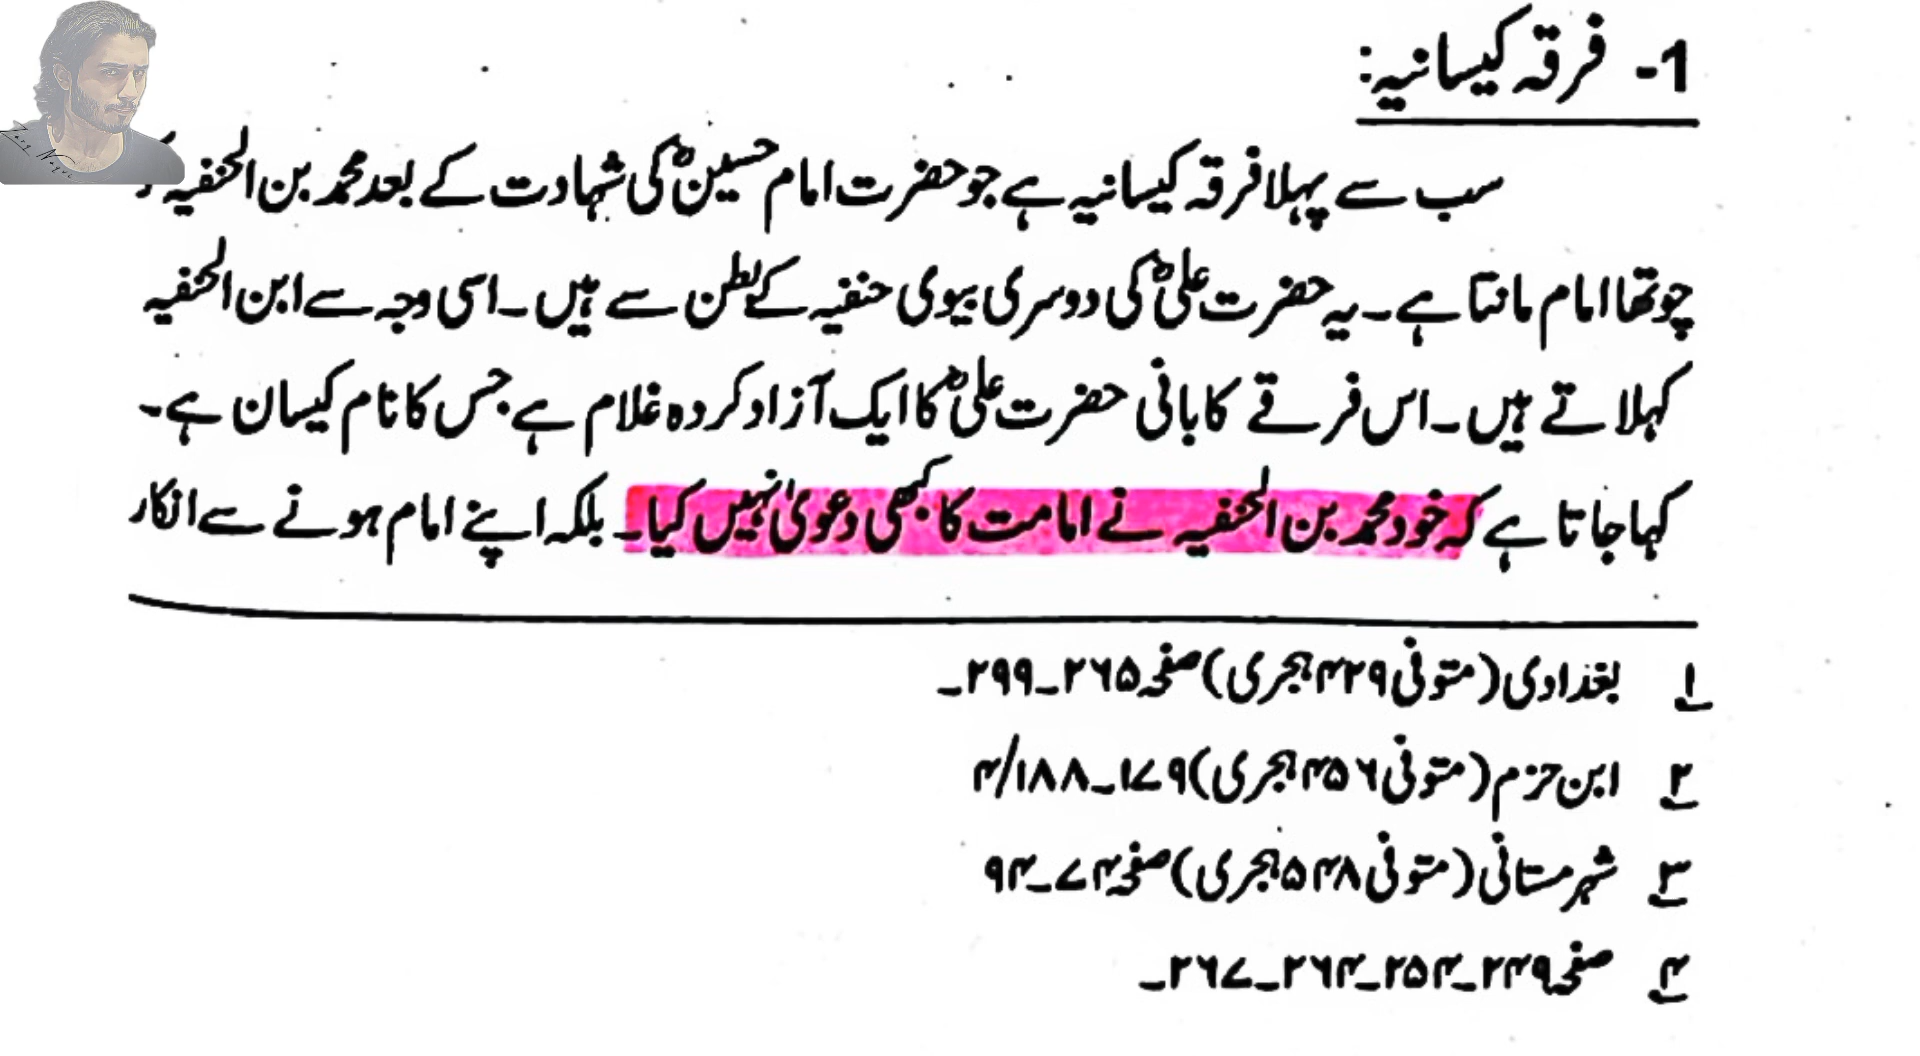 1- فرقہ کیسانیہ:
سب سے پہلا فرقہ کیسانیہ ہے جو حضرت امام حسینؓ کی شہادت کے بعد محمد بن الحنفیہ
چوتھا امام مانتا ہے۔ یہ حضرت علیؓ کی دوسری بیوی حنفیہ کے بطن سے ہیں۔ اسی وجہ سے ابن الحنفیہ
کہلاتے ہیں۔ اس فرقے کا بانی حضرت علیؓ کا ایک آزاد کردہ غلام ہے جس کا نام کیسان ہے۔
کہا جاتا ہے کہ خود محمد بن الحنفیہ نے امامت کا کبھی دعویٰ نہیں کیا۔ بلکہ اپنے امام ہونے سے انکار
۱ بغدادی (متوفی ۴۲۹ ہجری) صفحہ ۲۶۵۔۲۹۹۔
۲ ابن حزم (متوفی ۴۵۶ ہجری) ۱۷۹۔۱۸۸/۴
۳ شہرستانی (متوفی ۵۴۸ ہجری) صفحہ ۷۴۔۹۴
۴ صفحہ ۲۴۹۔۲۵۴۔۲۶۴۔۲۶۷۔
Zarq Naqvi